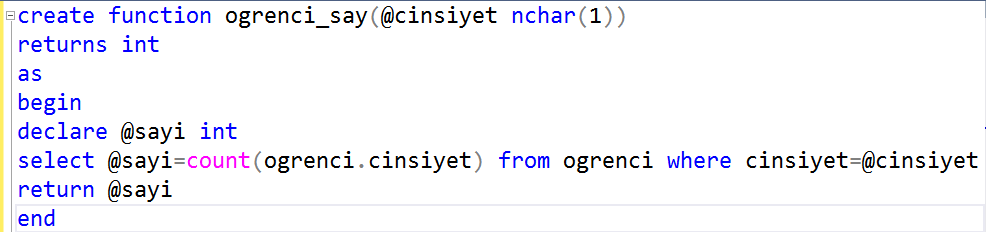 create function ogrenci_say(@cinsiyet nchar(1))
returns int
as
begin
declare @sayi int
select @sayi=count(ogrenci.cinsiyet) from ogrenci where cinsiyet=@cinsiyet
return @sayi
end